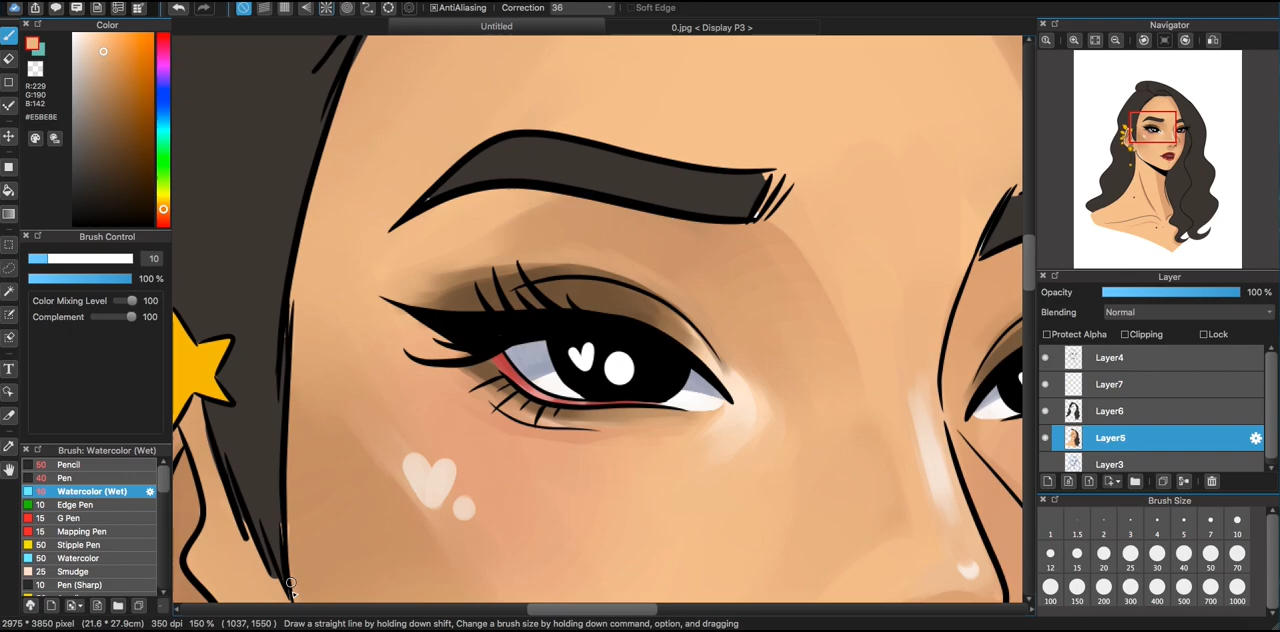 AntiAliasing Correction 36 Soft Edge
Untitled 0.jpg < Display P3 >
Color
R:229
G:190
B:142
#E5BE8E
Brush Control
10
100 %
Color Mixing Level 100
Complement 100
Brush: Watercolor (Wet)
50 Pencil
40 Pen
10 Watercolor (Wet)
10 Edge Pen
15 G Pen
15 Mapping Pen
50 Stipple Pen
50 Watercolor
25 Smudge
10 Pen (Sharp)
Navigator
Layer
Opacity 100 %
Blending Normal
Protect Alpha Clipping Lock
Layer4
Layer7
Layer6
Layer5
Layer3
Brush Size
1 1.5 2 3 4 5 7 10
12 15 20 25 30 40 50 70
100 150 200 300 400 500 700 1000
2975 * 3850 pixel (21.6 * 27.9cm) 350 dpi 150 % ( 1037, 1550 ) Draw a straight line by holding down shift, Change a brush size by holding down command, option, and dragging